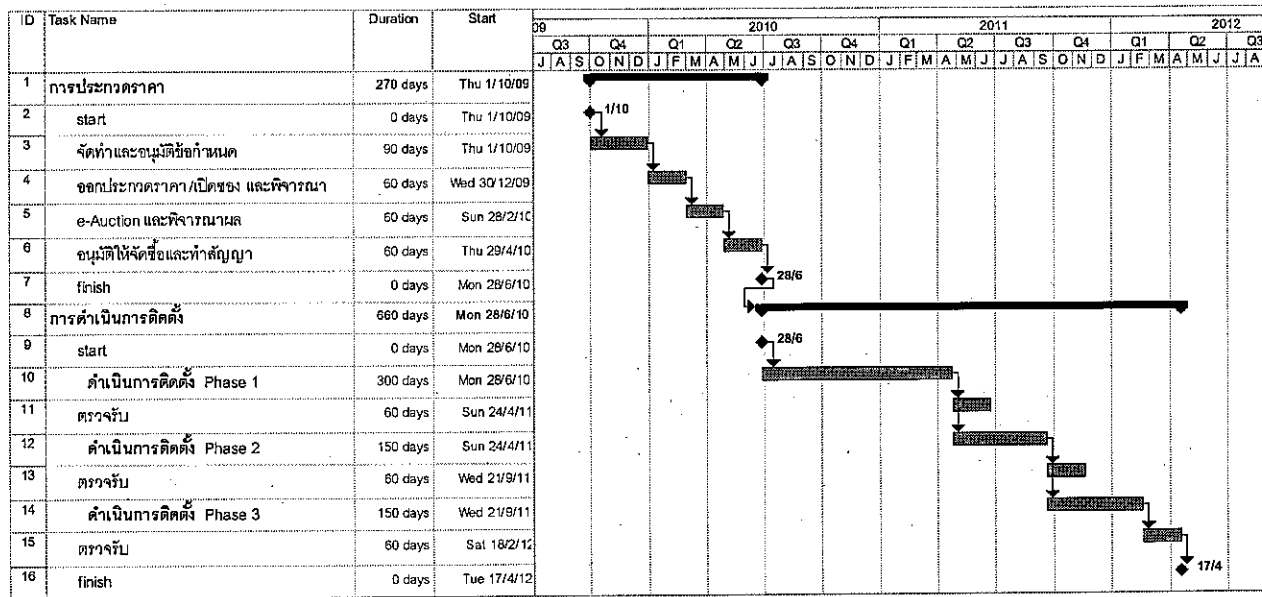 ID Task Name Duration Start
09 2010 2011 2012
Q3 Q4 Q1 Q2 Q3 Q4 Q1 Q2 Q3 Q4 Q1 Q2 Q3
J A S O N D J F M A M J J A S O N D J F M A M J J A S O N D J F M A M J J A
1 การประกวดราคา 270 days Thu 1/10/09
2 start 0 days Thu 1/10/09 1/10
3 จัดทำและอนุมัติข้อกำหนด 90 days Thu 1/10/09
4 ออกประกวดราคา/เปิดซอง และพิจารณา 60 days Wed 30/12/09
5 e-Auction และพิจารณาผล 60 days Sun 28/2/10
6 อนุมัติให้จัดซื้อและทำสัญญา 60 days Thu 29/4/10
7 finish 0 days Mon 28/6/10 28/6
8 การดำเนินการติดตั้ง 660 days Mon 28/6/10
9 start 0 days Mon 28/6/10 28/6
10 ดำเนินการติดตั้ง Phase 1 300 days Mon 28/6/10
11 ตรวจรับ 60 days Sun 24/4/11
12 ดำเนินการติดตั้ง Phase 2 150 days Sun 24/4/11
13 ตรวจรับ 60 days Wed 21/9/11
14 ดำเนินการติดตั้ง Phase 3 150 days Wed 21/9/11
15 ตรวจรับ 60 days Sat 18/2/12
16 finish 0 days Tue 17/4/12 17/4